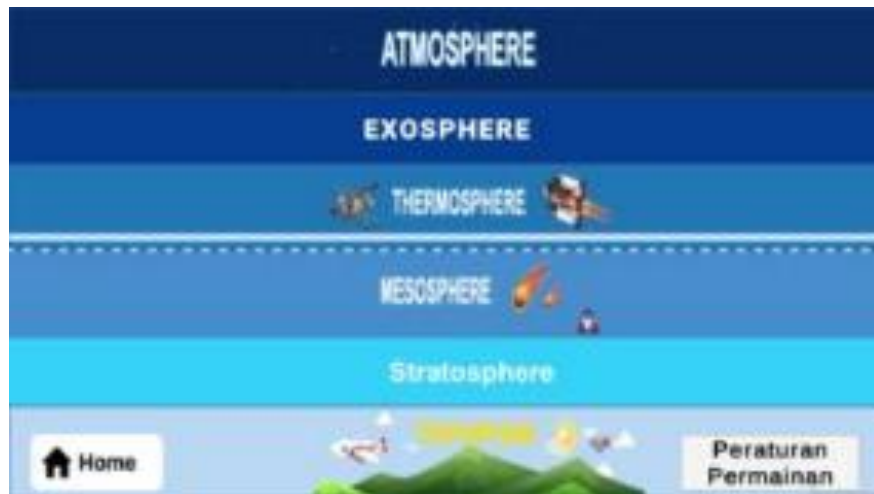 ATMOSPHERE
EXOSPHERE
THERMOSPHERE
MESOSPHERE
Stratosphere
Home
Peraturan
Permainan